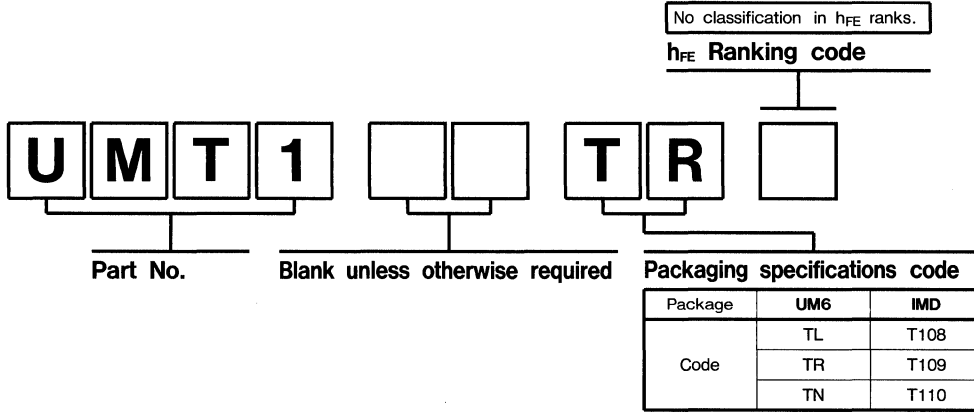 No classification in hFE ranks.
hFE Ranking code
U M T 1 T R
Part No. Blank unless otherwise required Packaging specifications code
Package UM6 IMD
Code
TL T108
TR T109
TN T110